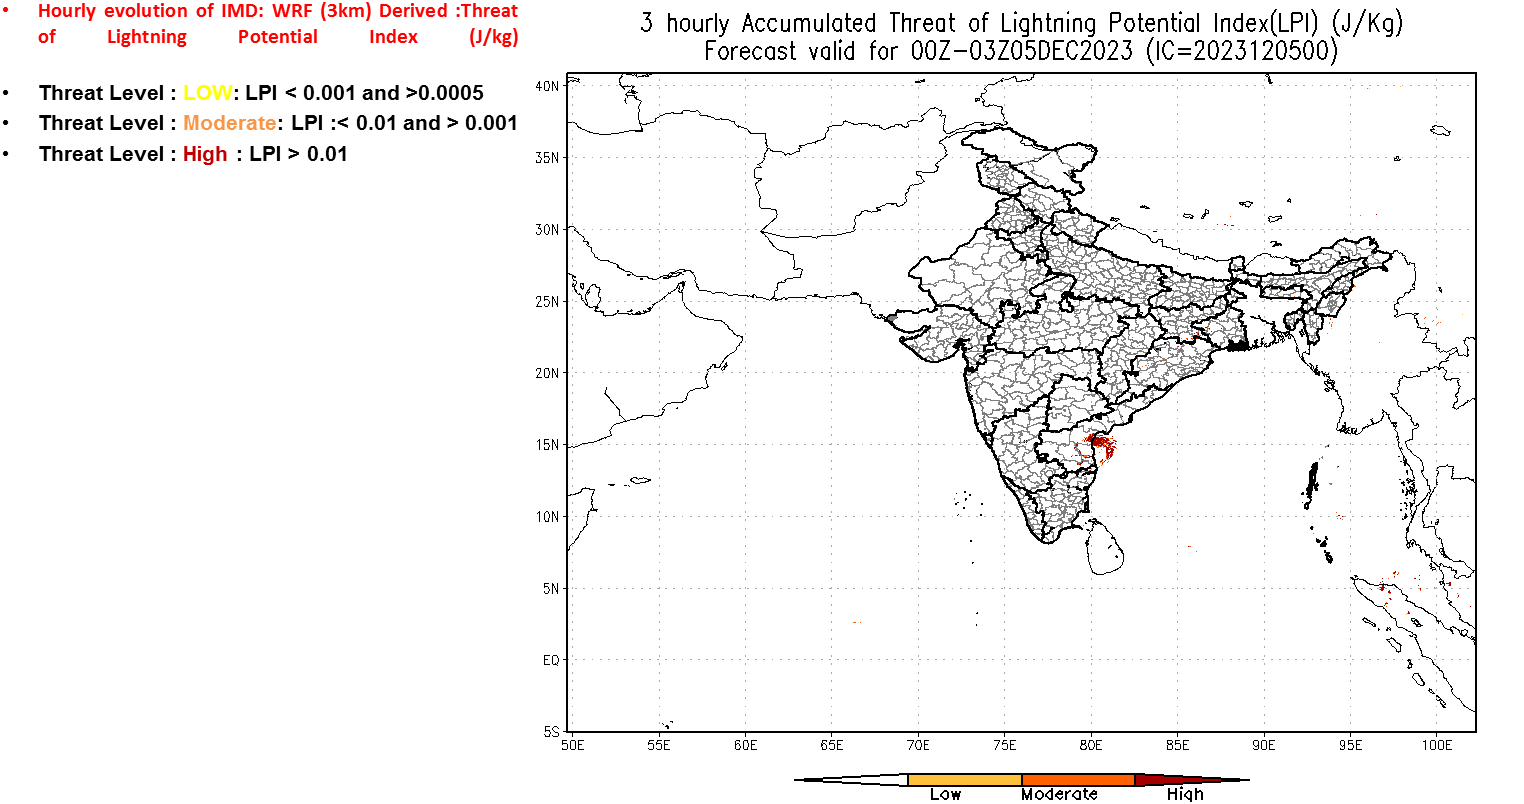 • Hourly evolution of IMD: WRF (3km) Derived :Threat
of Lightning Potential Index (J/kg)
• Threat Level : LOW: LPI < 0.001 and >0.0005
• Threat Level : Moderate: LPI :< 0.01 and > 0.001
• Threat Level : High : LPI > 0.01
3 hourly Accumulated Threat of Lightning Potential Index(LPI) (J/Kg)
Forecast valid for 00Z-03Z05DEC2023 (IC=2023120500)
40N
35N
30N
25N
20N
15N
10N
5N
EQ
5S
50E 55E 60E 65E 70E 75E 80E 85E 90E 95E 100E
Low Moderate High